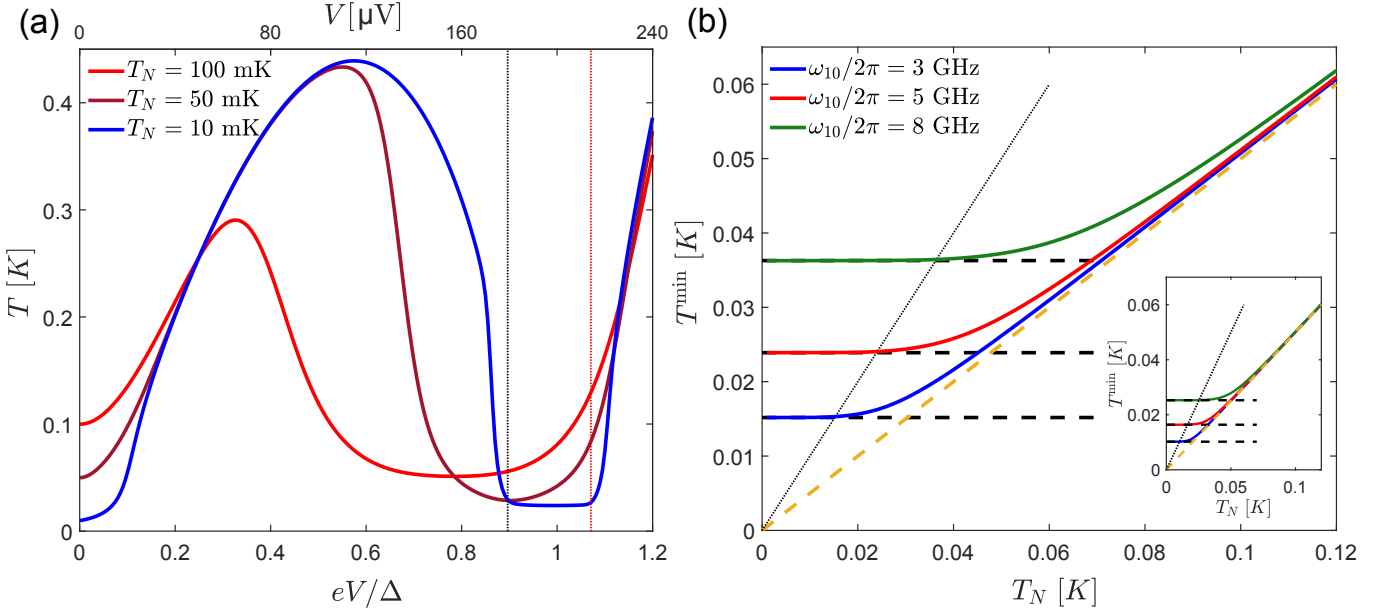 (a)
V[μV]
0 80 160 240
T_N = 100 mK
T_N = 50 mK
T_N = 10 mK
0.4
0.3
0.2
0.1
0
T [K]
0 0.2 0.4 0.6 0.8 1 1.2
eV/Δ
(b)
ω₁₀/2π = 3 GHz
ω₁₀/2π = 5 GHz
ω₁₀/2π = 8 GHz
0.06
0.05
0.04
0.03
0.02
0.01
0
T^min [K]
0 0.02 0.04 0.06 0.08 0.1 0.12
T_N [K]
0.06
0.04
0.02
0
T^min [K]
0 0.05 0.1
T_N [K]